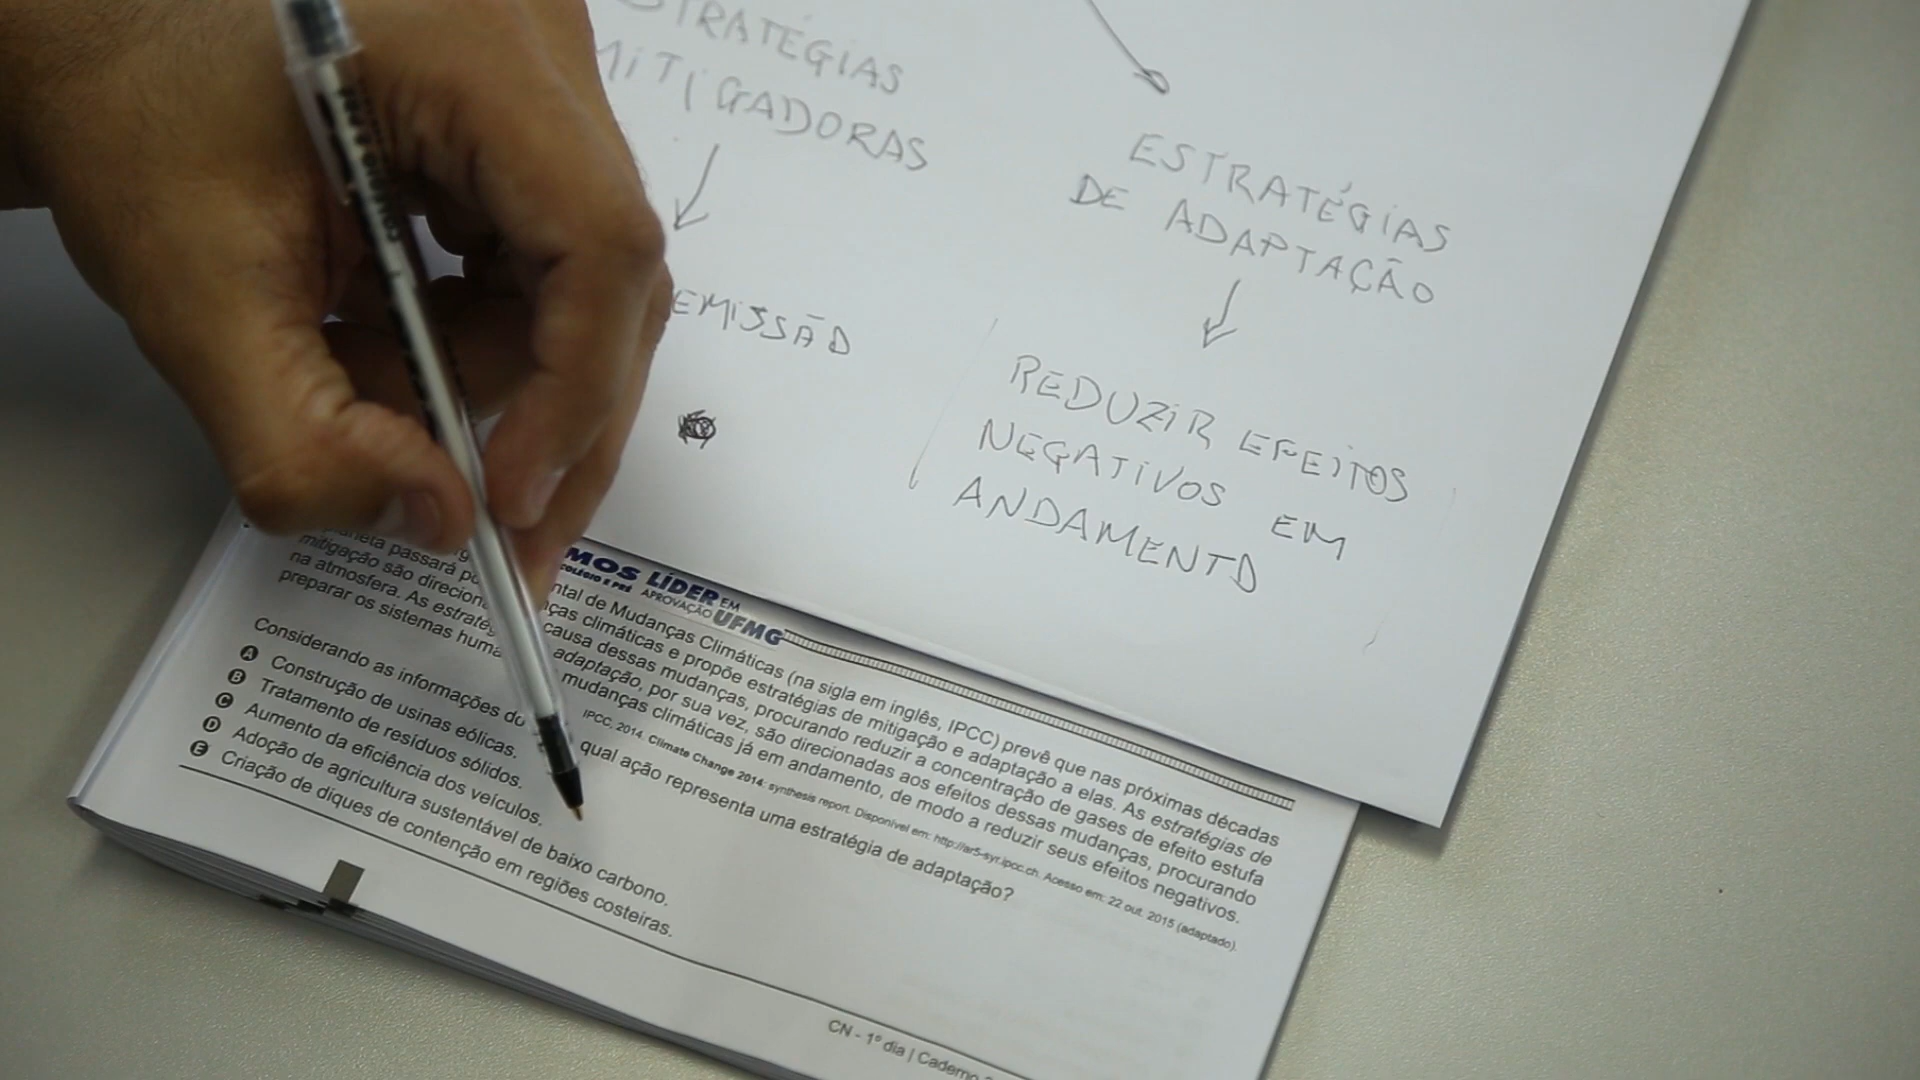 ESTRATÉGIAS
MITIGADORAS
EMISSÃO
ESTRATÉGIAS
DE ADAPTAÇÃO
REDUZIR EFEITOS
NEGATIVOS EM
ANDAMENTO
MOS LÍDER EM
COLÉGIO E PRÉ APROVAÇÃO UFMG
ntal de Mudanças Climáticas (na sigla em inglês, IPCC) prevê que nas próximas décadas
planeta passará po nças climáticas e propõe estratégias de mitigação e adaptação a elas. As estratégias de
mitigação são direcion causa dessas mudanças, procurando reduzir a concentração de gases de efeito estufa
na atmosfera. As estratég adaptação, por sua vez, são direcionadas aos efeitos dessas mudanças, procurando
preparar os sistemas huma mudanças climáticas já em andamento, de modo a reduzir seus efeitos negativos.
IPCC, 2014. Climate Change 2014: synthesis report. Disponível em: http://ar5-syr.ipcc.ch. Acesso em: 22 out. 2015 (adaptado).
Considerando as informações do qual ação representa uma estratégia de adaptação?
A Construção de usinas eólicas.
B Tratamento de resíduos sólidos.
C Aumento da eficiência dos veículos.
D Adoção de agricultura sustentável de baixo carbono.
E Criação de diques de contenção em regiões costeiras.
CN - 1º dia | Caderno